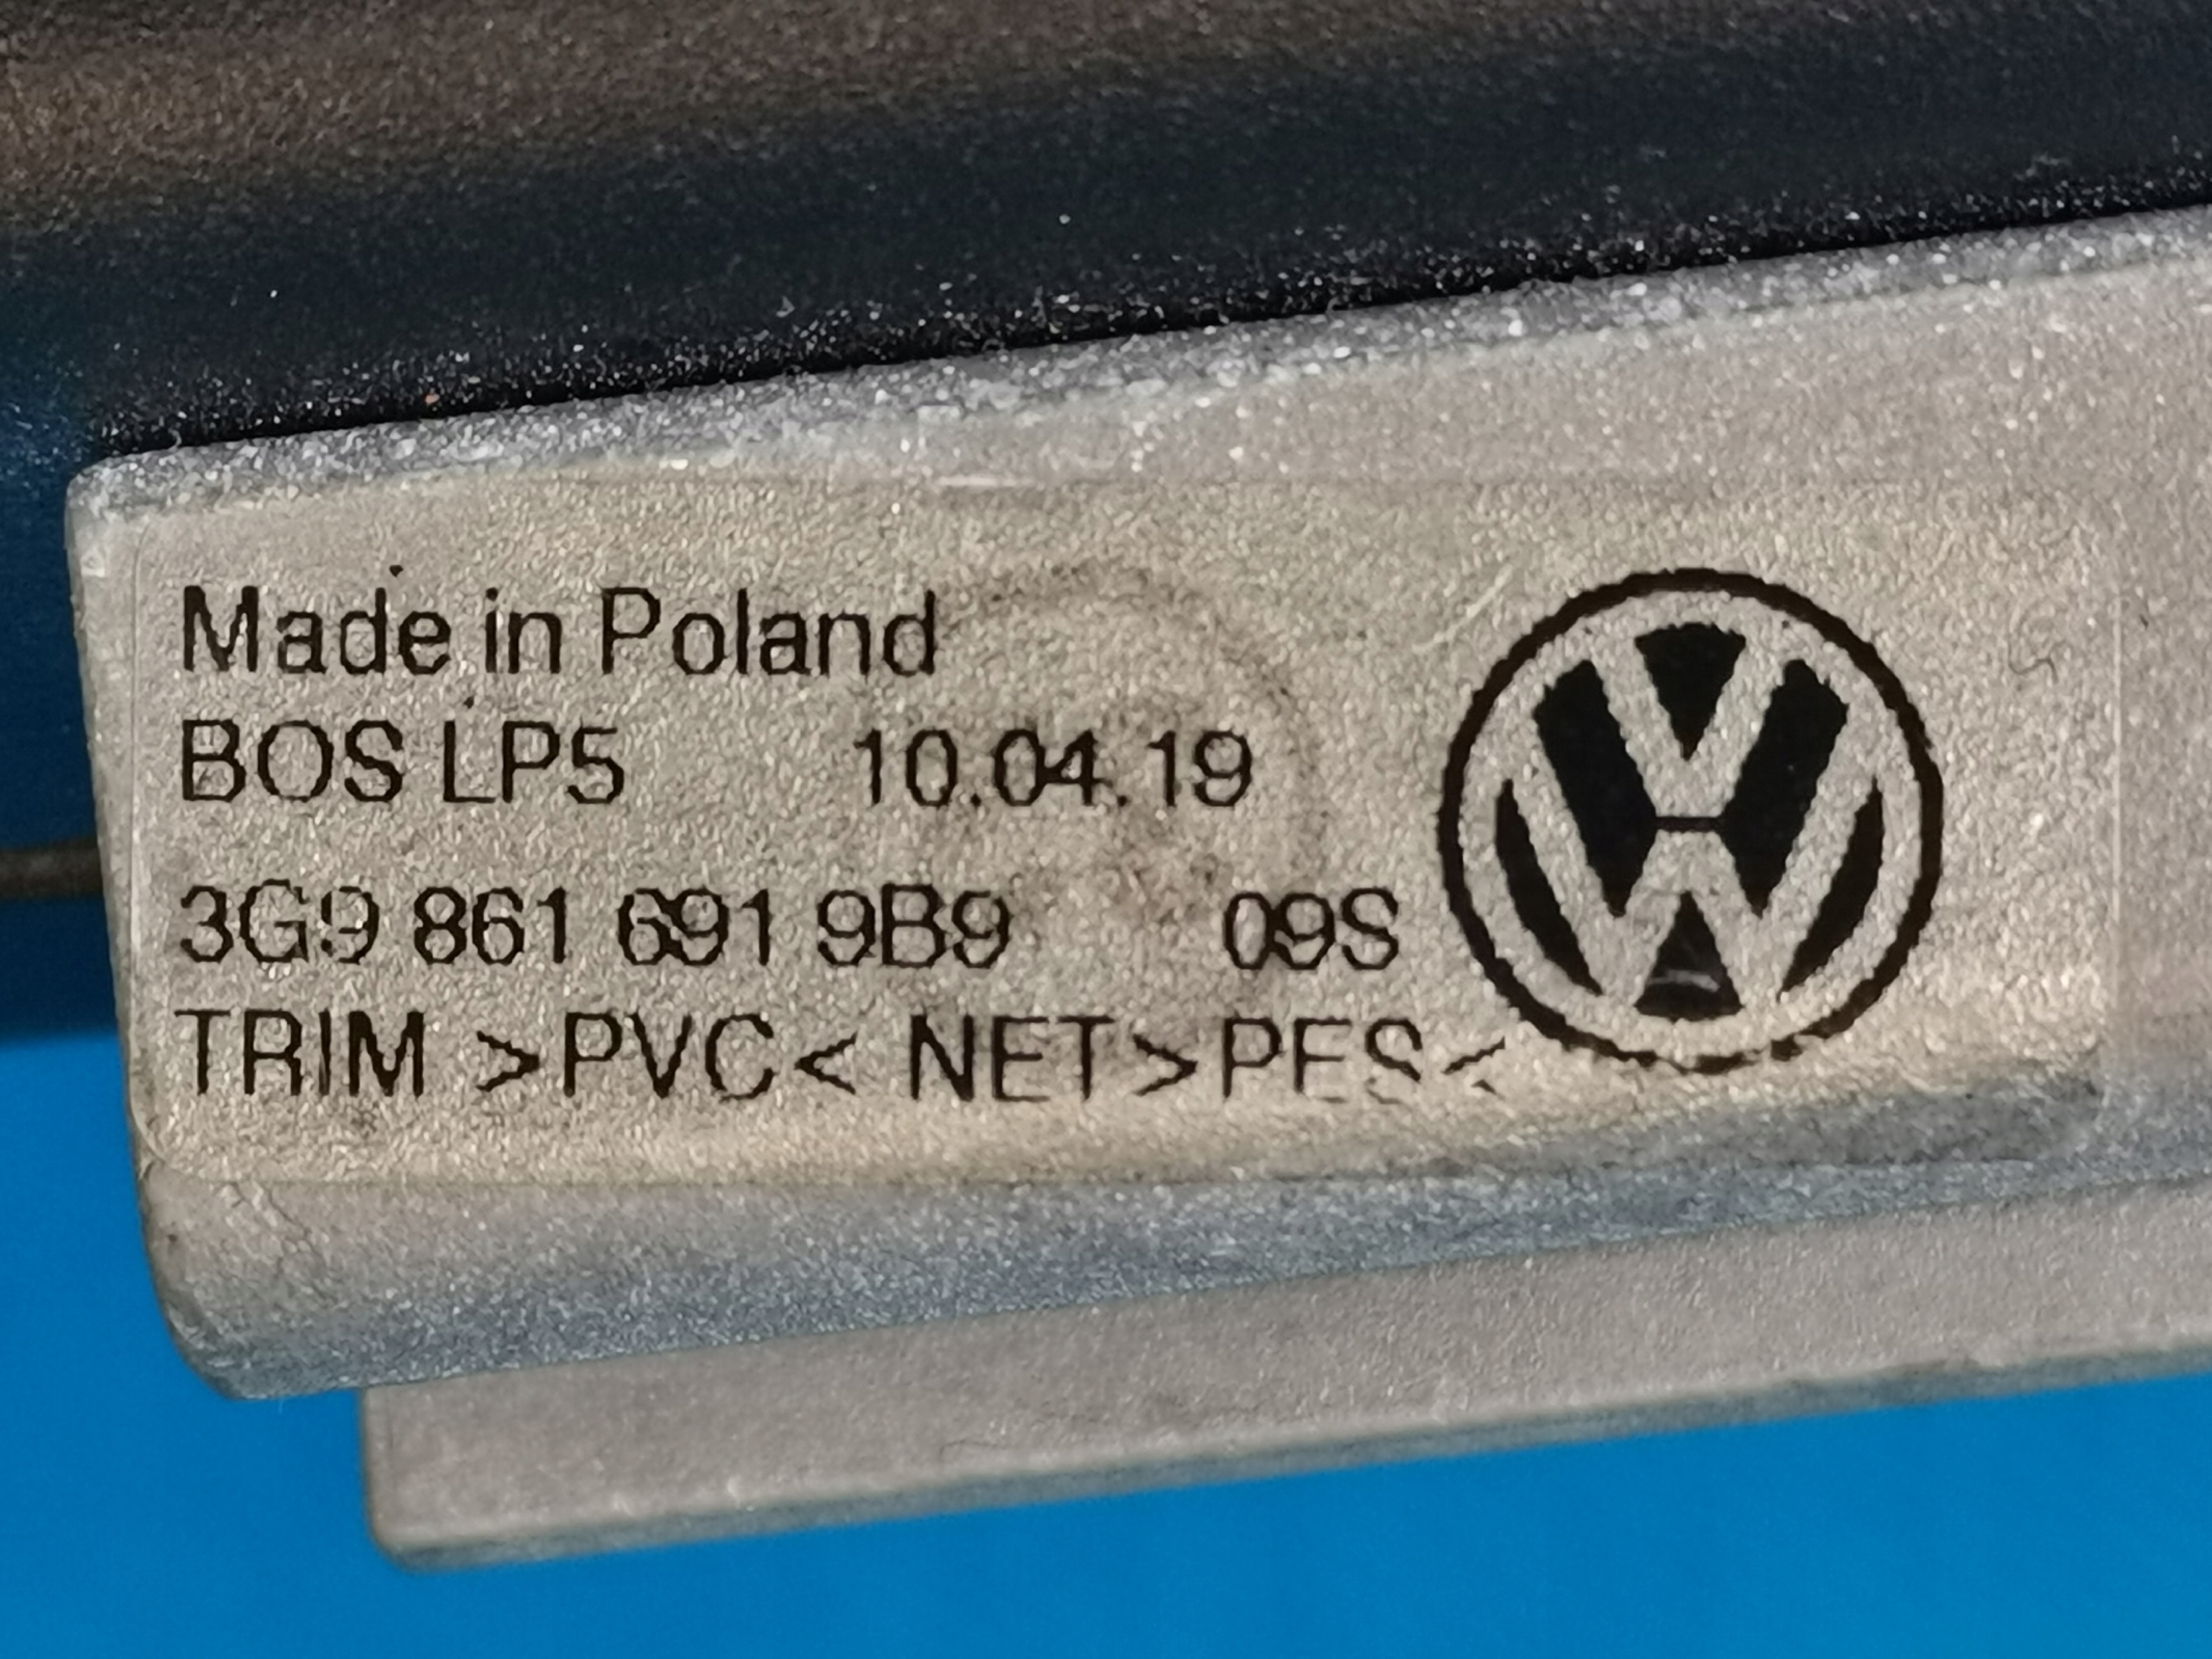 Made in Poland
BOS LP5 10.04.19
3G9 861 691 9B9 09S
TRIM >PVC< NET>PES<